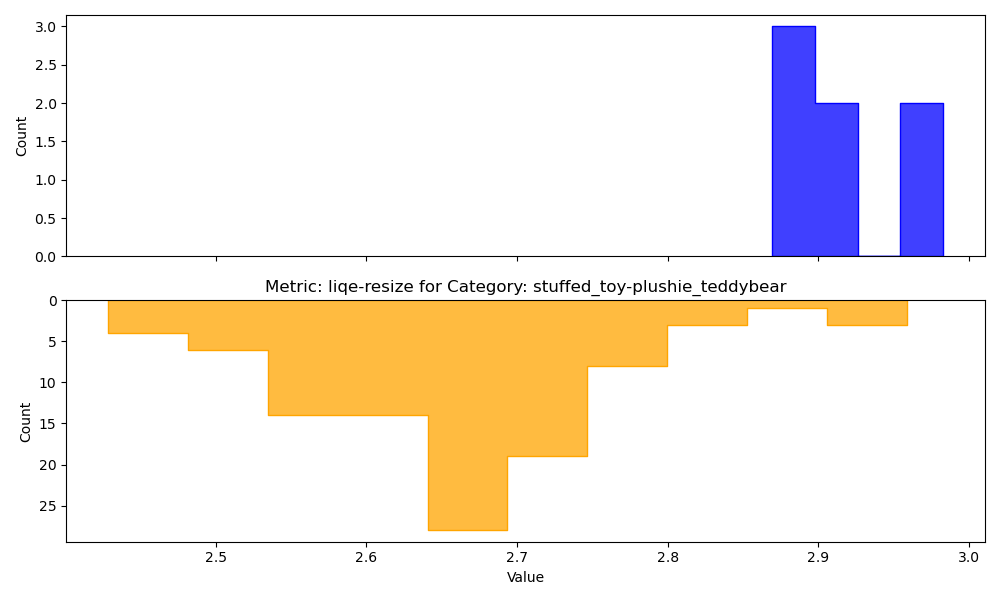 3.0
2.5
2.0
1.5
1.0
0.5
0.0
Count
Metric: liqe-resize for Category: stuffed_toy-plushie_teddybear
0
5
10
15
20
25
Count
2.5 2.6 2.7 2.8 2.9 3.0
Value